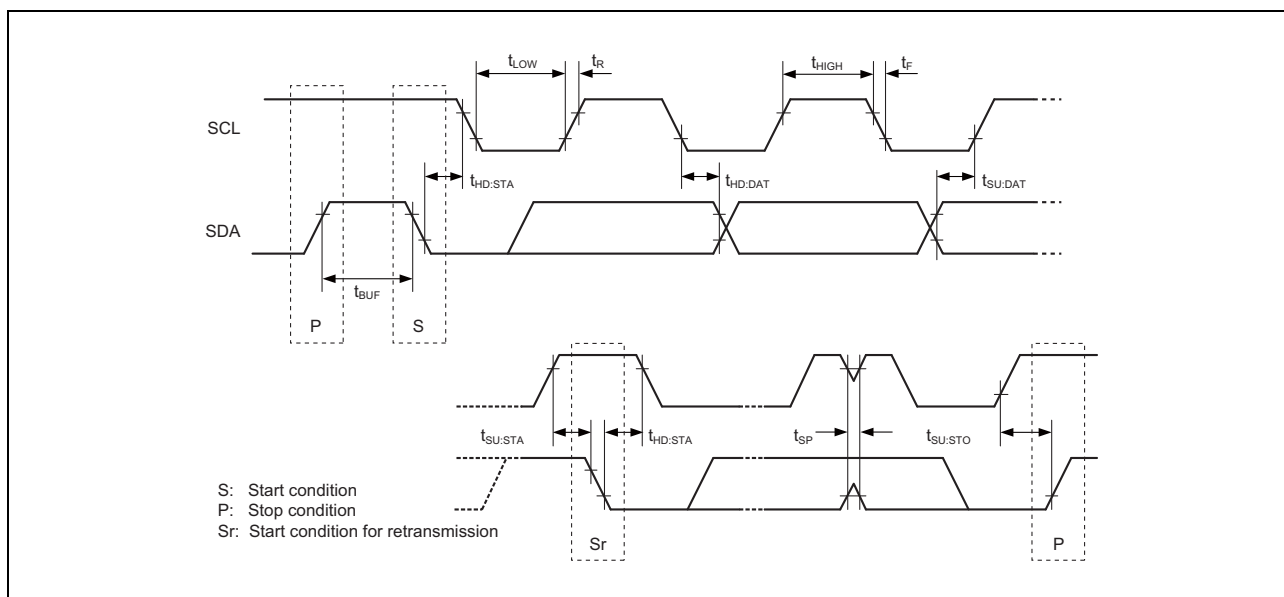 tLOW
tR
tHIGH
tF
SCL
tHD:STA
tHD:DAT
tSU:DAT
SDA
tBUF
P
S
tSU:STA
tHD:STA
tSP
tSU:STO
S: Start condition
P: Stop condition
Sr: Start condition for retransmission
Sr
P